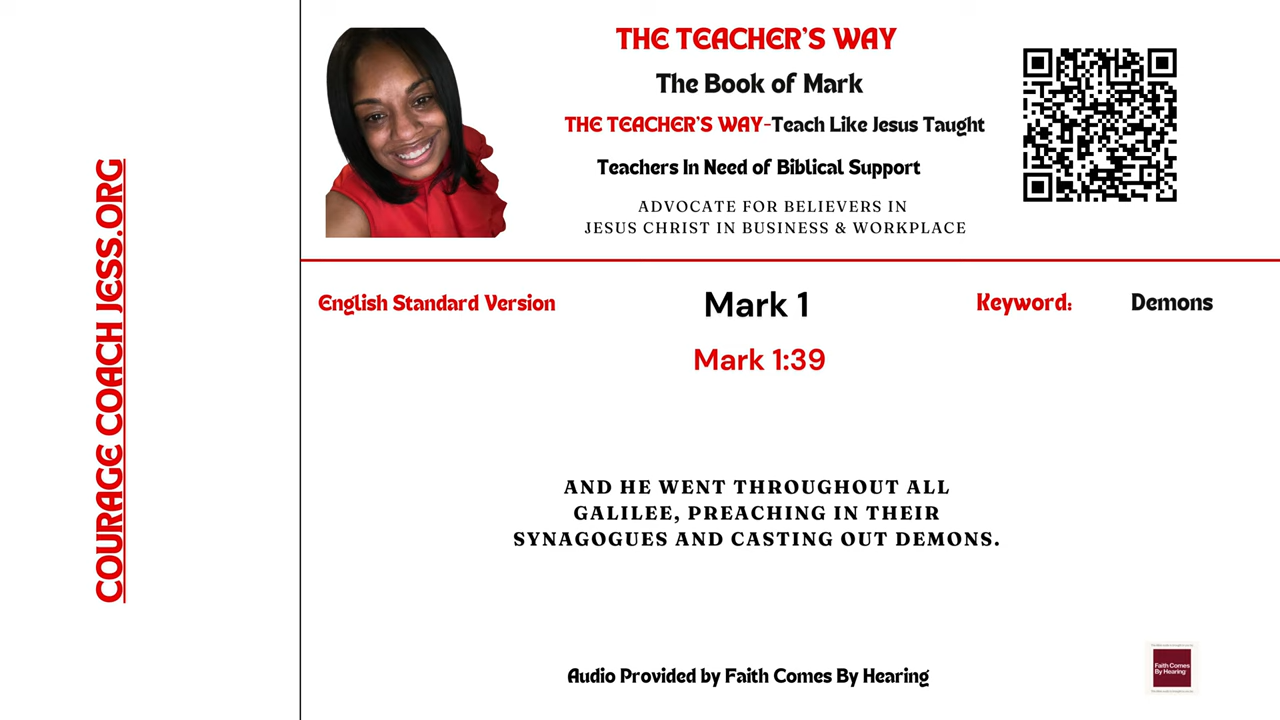 COURAGE COACH JESS.ORG
THE TEACHER'S WAY
The Book of Mark
THE TEACHER'S WAY-Teach Like Jesus Taught
Teachers In Need of Biblical Support
ADVOCATE FOR BELIEVERS IN
JESUS CHRIST IN BUSINESS & WORKPLACE
English Standard Version
Mark 1
Keyword:
Demons
Mark 1:39
AND HE WENT THROUGHOUT ALL
GALILEE, PREACHING IN THEIR
SYNAGOGUES AND CASTING OUT DEMONS.
Audio Provided by Faith Comes By Hearing
Faith Comes
By Hearing